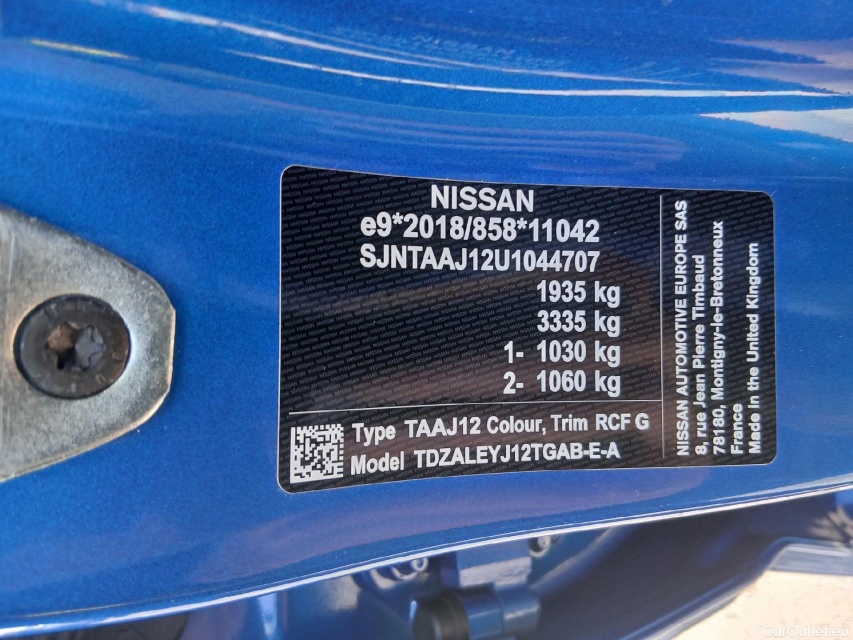 NISSAN
e9*2018/858*11042
SJNTAAJ12U1044707
1935 kg
3335 kg
1- 1030 kg
2- 1060 kg
Type TAAJ12 Colour, Trim RCF G
Model TDZALEYJ12TGAB-E-A
NISSAN AUTOMOTIVE EUROPE SAS
8, rue Jean Pierre Timbaud
78180, Montigny-le-Bretonneux
France
Made in the United Kingdom
CarOutlet.eu